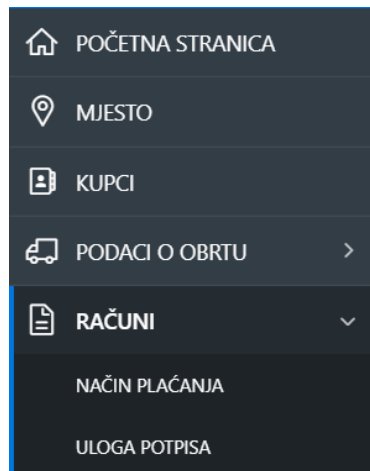 POČETNA STRANICA
MJESTO
KUPCI
PODACI O OBRTU
RAČUNI
NAČIN PLAĆANJA
ULOGA POTPISA